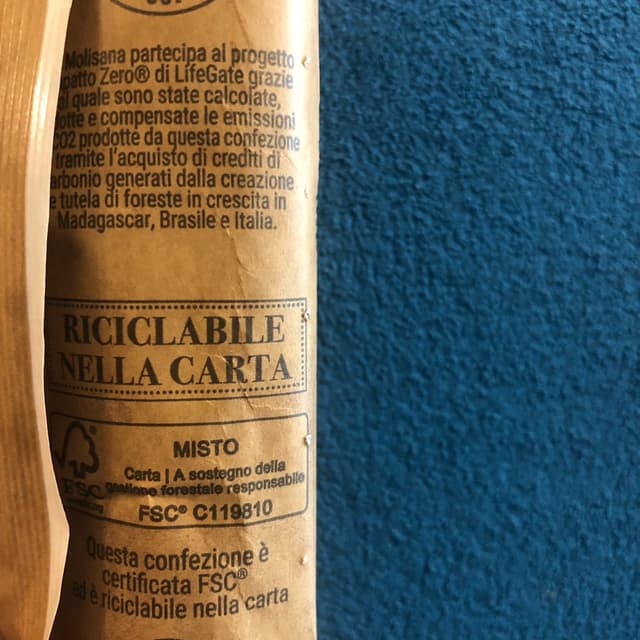 Molisana partecipa al progetto
Zero® di LifeGate grazie
al quale sono state calcolate,
e compensate le emissioni
CO2 prodotte da questa confezione
tramite l'acquisto di crediti di
generati dalla creazione
e tutela di foreste in crescita in
Madagascar, Brasile e Italia.
RICICLABILE
NELLA CARTA
FSC
MISTO
Carta | A sostegno della
gestione forestale responsabile
FSC® C119810
Questa confezione è
certificata FSC®
ed è riciclabile nella carta